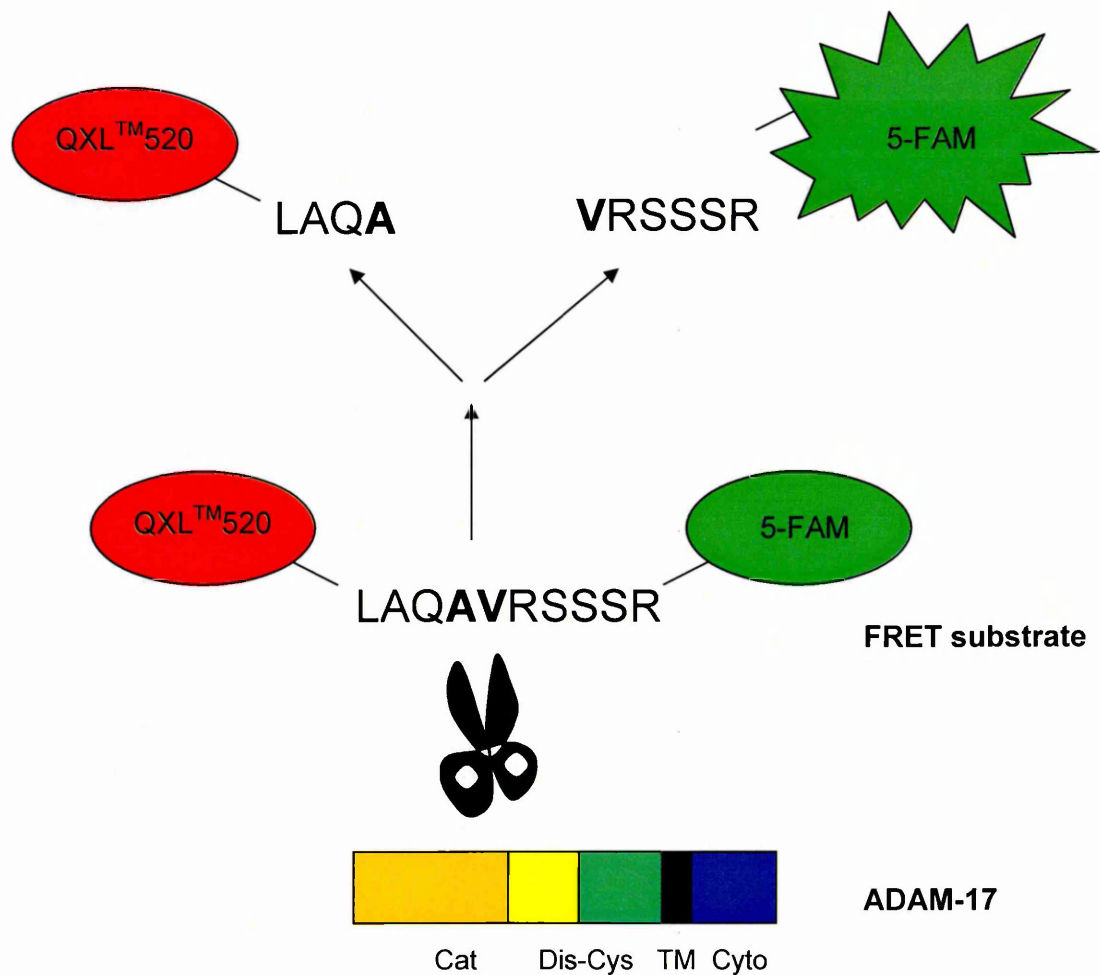 QXL™520
5-FAM
LAQA
VRSSSR
QXL™520
5-FAM
LAQAVRSSSR
FRET substrate
ADAM-17
Cat Dis-Cys TM Cyto